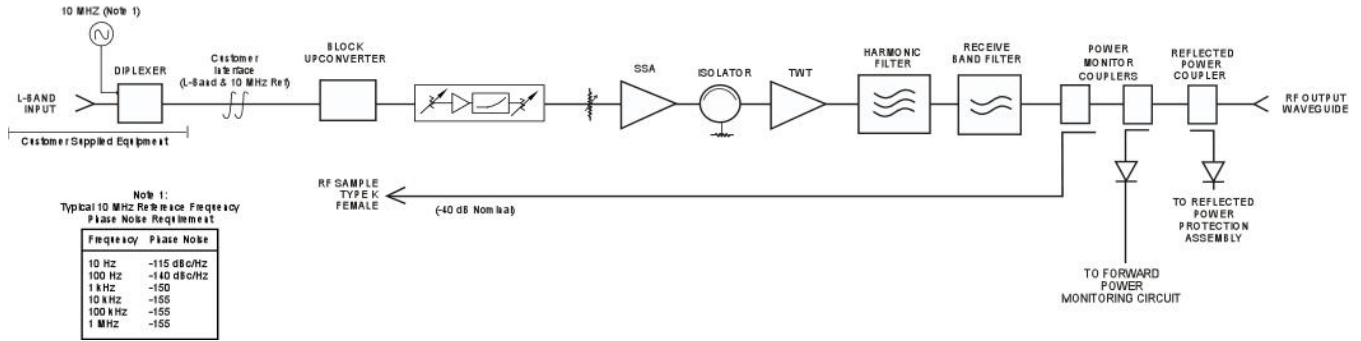 10 MHZ (Note 1)
DIPLEXER
L-BAND
INPUT
Customer Supplied Equipment
Customer
Interface
(L-Band & 10 MHz Ref)
BLOCK
UPCONVERTER
SSA
ISOLATOR
TWT
HARMONIC
FILTER
RECEIVE
BAND FILTER
POWER
MONITOR
COUPLERS
REFLECTED
POWER
COUPLER
RF OUTPUT
WAVEGUIDE
RF SAMPLE
TYPE K
FEMALE
(-40 dB Nominal)
TO REFLECTED
POWER
PROTECTION
ASSEMBLY
TO FORWARD
POWER
MONITORING CIRCUIT
Note 1:
Typical 10 MHz Reference Frequency
Phase Noise Requirement
Frequency Phase Noise
10 Hz -115 dBc/Hz
100 Hz -140 dBc/Hz
1 kHz -150
10 kHz -155
100 kHz -155
1 MHz -155